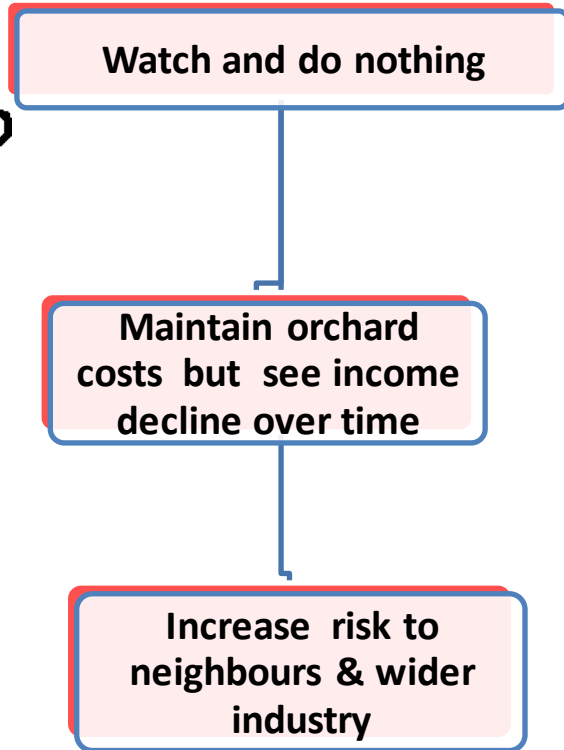 Watch and do nothing
Maintain orchard
costs but see income
decline over time
Increase risk to
neighbours & wider
industry